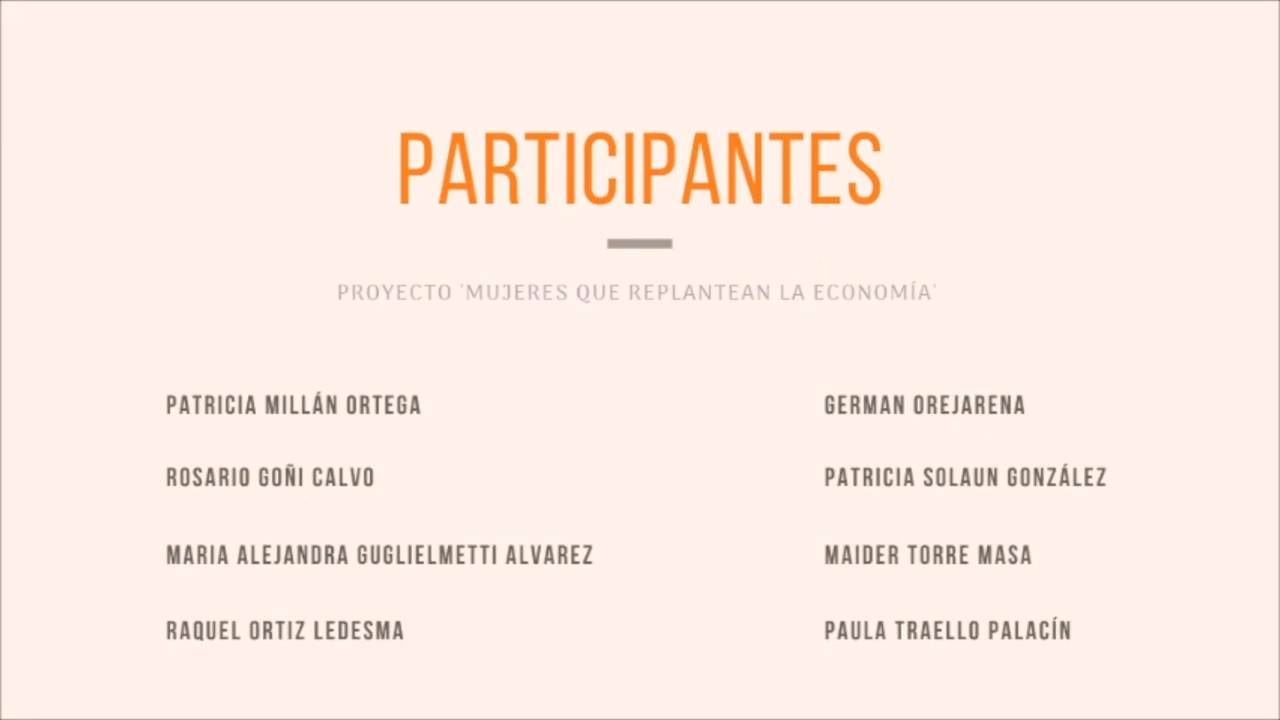 PARTICIPANTES
PROYECTO 'MUJERES QUE REPLANTEAN LA ECONOMÍA'
PATRICIA MILLÁN ORTEGA
ROSARIO GOÑI CALVO
MARIA ALEJANDRA GUGLIELMETTI ALVAREZ
RAQUEL ORTIZ LEDESMA
GERMAN OREJARENA
PATRICIA SOLAUN GONZÁLEZ
MAIDER TORRE MASA
PAULA TRAELLO PALACÍN